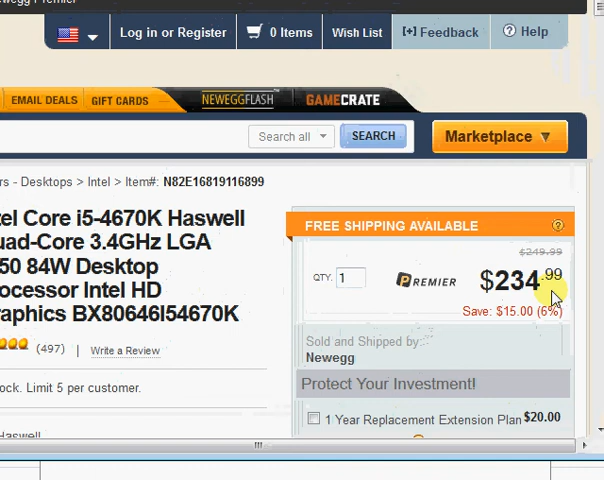 newegg Premier
Log in or Register 0 Items Wish List [+] Feedback ? Help
EMAIL DEALS GIFT CARDS NEWEGGFLASH GAMECRATE
Search all SEARCH Marketplace
rs - Desktops > Intel > Item#: N82E16819116899
tel Core i5-4670K Haswell
uad-Core 3.4GHz LGA
50 84W Desktop
ocessor Intel HD
aphics BX80646I54670K
(497) | Write a Review
ock. Limit 5 per customer.
Haswell
FREE SHIPPING AVAILABLE ?
$249.99
QTY. 1 PREMIER $234.99
Save: $15.00 (6%)
Sold and Shipped by:
Newegg
Protect Your Investment!
1 Year Replacement Extension Plan $20.00